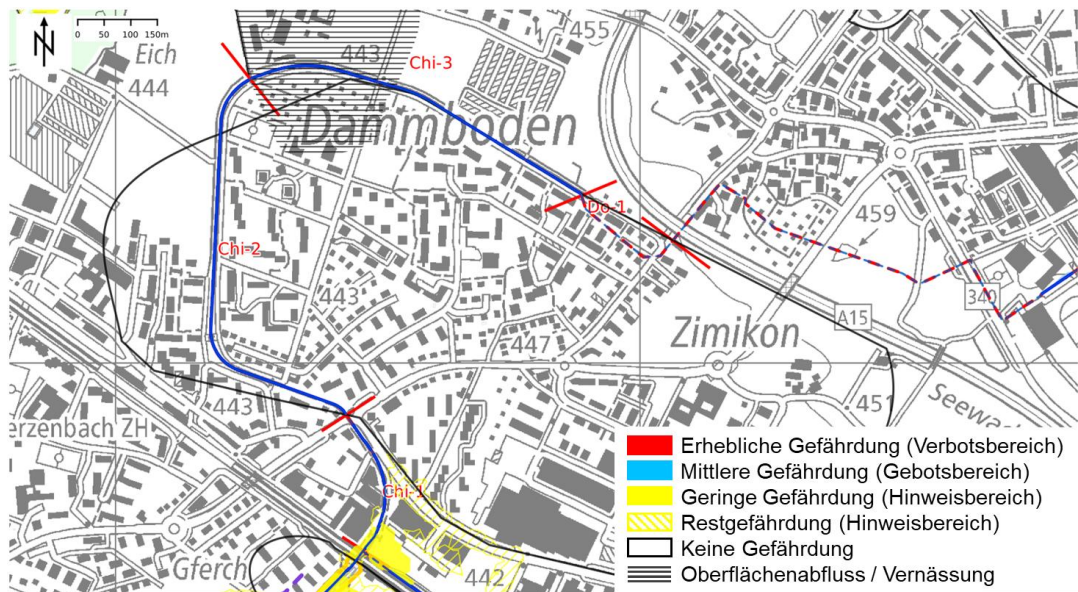 N
0 50 100 150m
Eich
444
443
Chi-3
455
Dammboden
Do-1
459
Chi-2
443
340
A15
Zimikon
447
443
451
erzenbach ZH
Chi-1
Gferch
442
Erhebliche Gefährdung (Verbotsbereich)
Mittlere Gefährdung (Gebotsbereich)
Geringe Gefährdung (Hinweisbereich)
Restgefährdung (Hinweisbereich)
Keine Gefährdung
Oberflächenabfluss / Vernässung